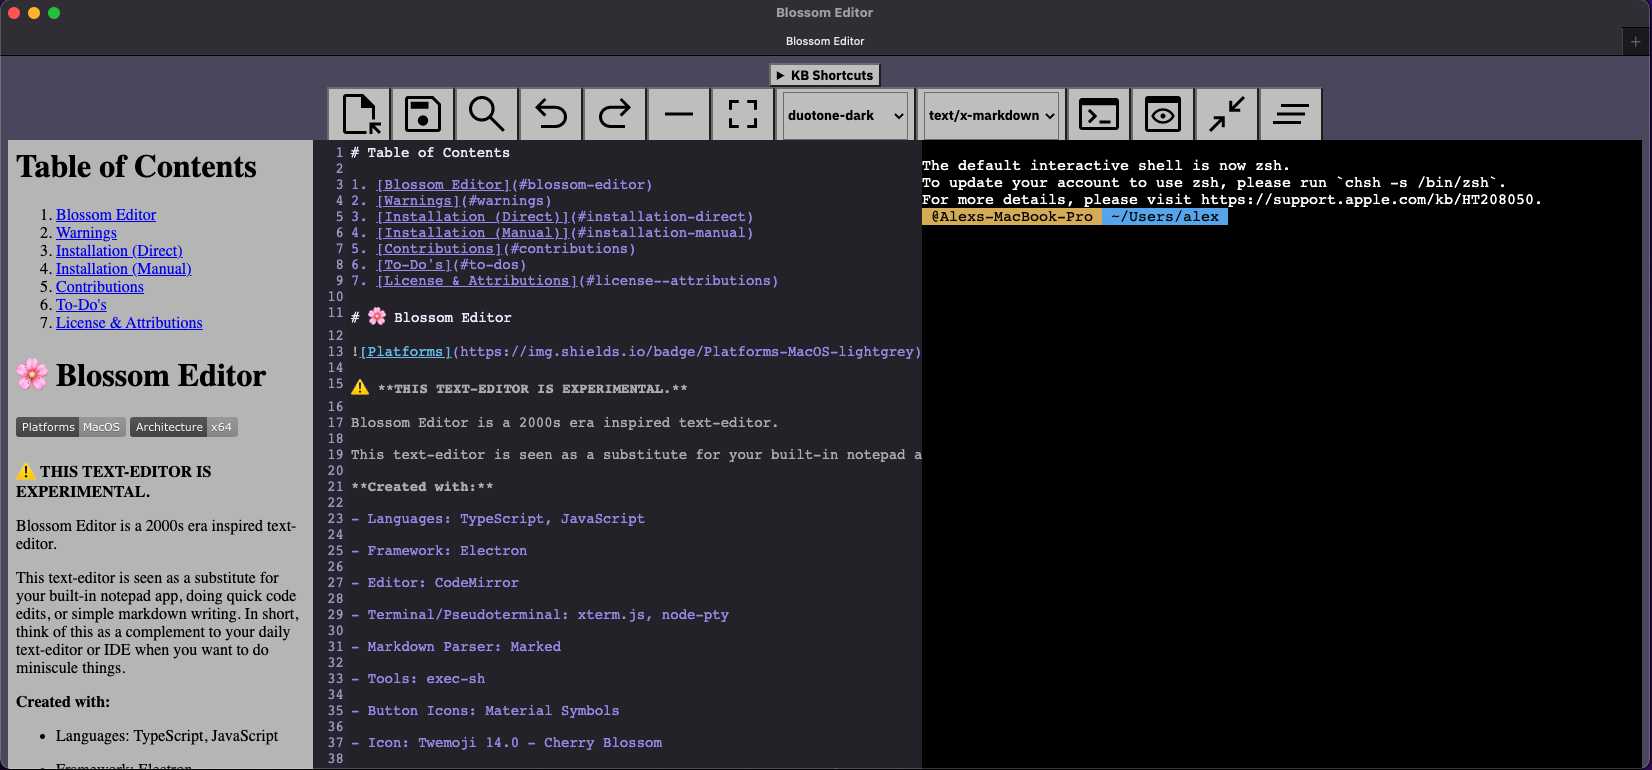 Blossom Editor
Blossom Editor
+
▶ KB Shortcuts
duotone-dark
text/x-markdown
Table of Contents
1. Blossom Editor
2. Warnings
3. Installation (Direct)
4. Installation (Manual)
5. Contributions
6. To-Do's
7. License & Attributions
🌸 Blossom Editor
Platforms MacOS Architecture x64
⚠️ THIS TEXT-EDITOR IS
EXPERIMENTAL.
Blossom Editor is a 2000s era inspired text-
editor.
This text-editor is seen as a substitute for
your built-in notepad app, doing quick code
edits, or simple markdown writing. In short,
think of this as a complement to your daily
text-editor or IDE when you want to do
miniscule things.
Created with:
• Languages: TypeScript, JavaScript
• Framework: Electron
1 # Table of Contents
2
3 1. [Blossom Editor](#blossom-editor)
4 2. [Warnings](#warnings)
5 3. [Installation (Direct)](#installation-direct)
6 4. [Installation (Manual)](#installation-manual)
7 5. [Contributions](#contributions)
8 6. [To-Do's](#to-dos)
9 7. [License & Attributions](#license--attributions)
10
11 # 🌸 Blossom Editor
12
13 ![Platforms](https://img.shields.io/badge/Platforms-MacOS-lightgrey)
14
15 ⚠️ **THIS TEXT-EDITOR IS EXPERIMENTAL.**
16
17 Blossom Editor is a 2000s era inspired text-editor.
18
19 This text-editor is seen as a substitute for your built-in notepad a
20
21 **Created with:**
22
23 - Languages: TypeScript, JavaScript
24
25 - Framework: Electron
26
27 - Editor: CodeMirror
28
29 - Terminal/Pseudoterminal: xterm.js, node-pty
30
31 - Markdown Parser: Marked
32
33 - Tools: exec-sh
34
35 - Button Icons: Material Symbols
36
37 - Icon: Twemoji 14.0 - Cherry Blossom
38
The default interactive shell is now zsh.
To update your account to use zsh, please run `chsh -s /bin/zsh`.
For more details, please visit https://support.apple.com/kb/HT208050.
@Alexs-MacBook-Pro ~/Users/alex